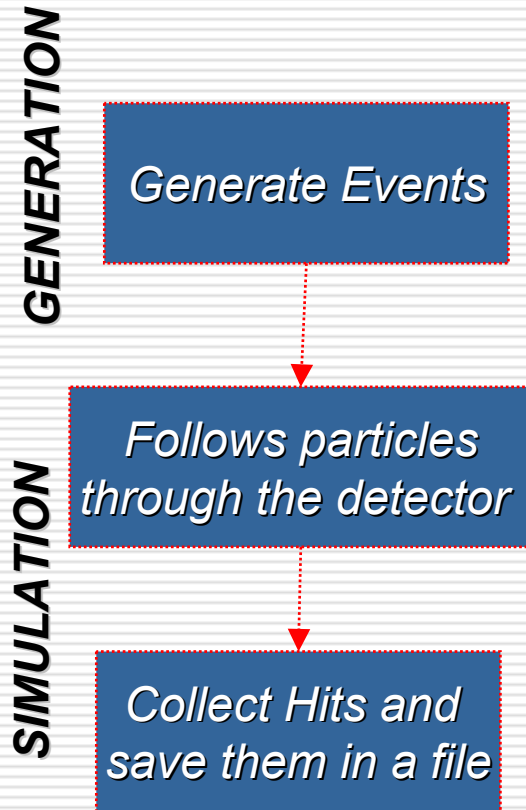 GENERATION
Generate Events
SIMULATION
Follows particles
through the detector
Collect Hits and
save them in a file